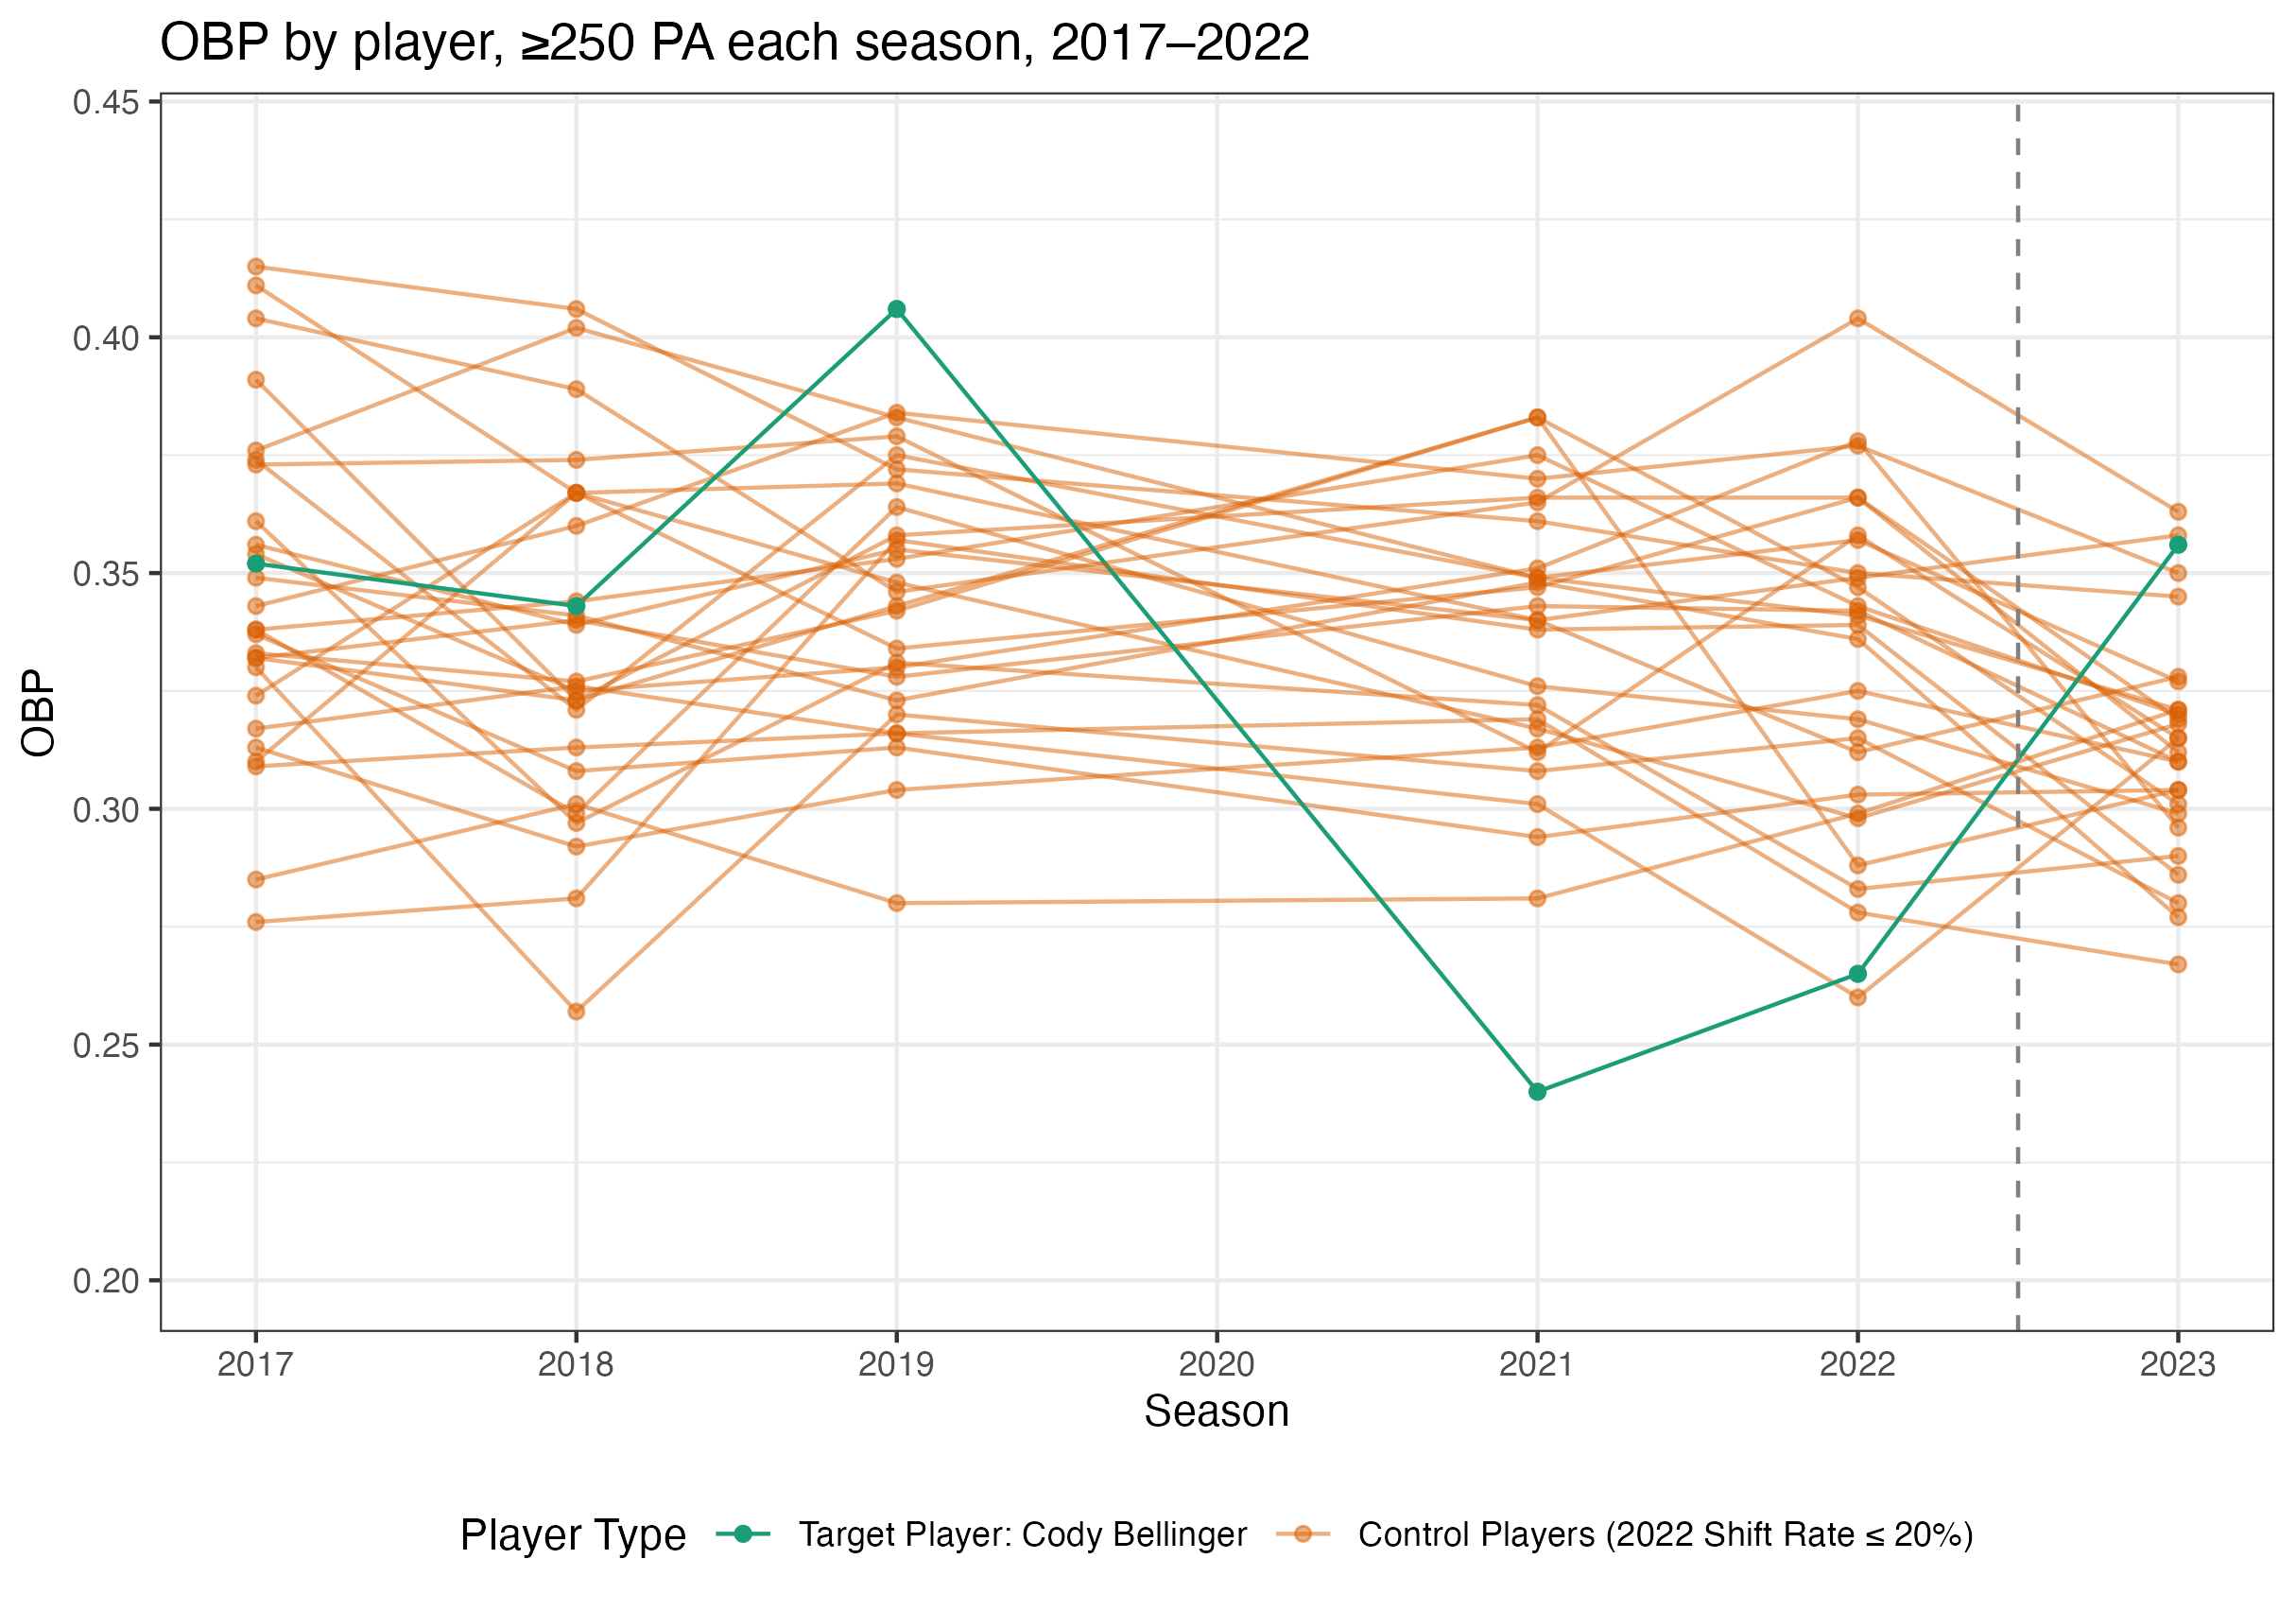 OBP by player, ≥250 PA each season, 2017–2022
0.45
0.40
0.35
0.30
0.25
0.20
OBP
2017 2018 2019 2020 2021 2022 2023
Season
Player Type Target Player: Cody Bellinger Control Players (2022 Shift Rate ≤ 20%)